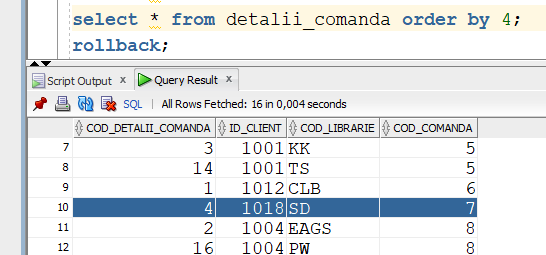 select * from detalii_comanda order by 4;
rollback;
Script Output x Query Result x
SQL | All Rows Fetched: 16 in 0,004 seconds
COD_DETALII_COMANDA ID_CLIENT COD_LIBRARIE COD_COMANDA
7 3 1001 KK 5
8 14 1001 TS 5
9 1 1012 CLB 6
10 4 1018 SD 7
11 2 1004 EAGS 8
12 16 1004 PW 8